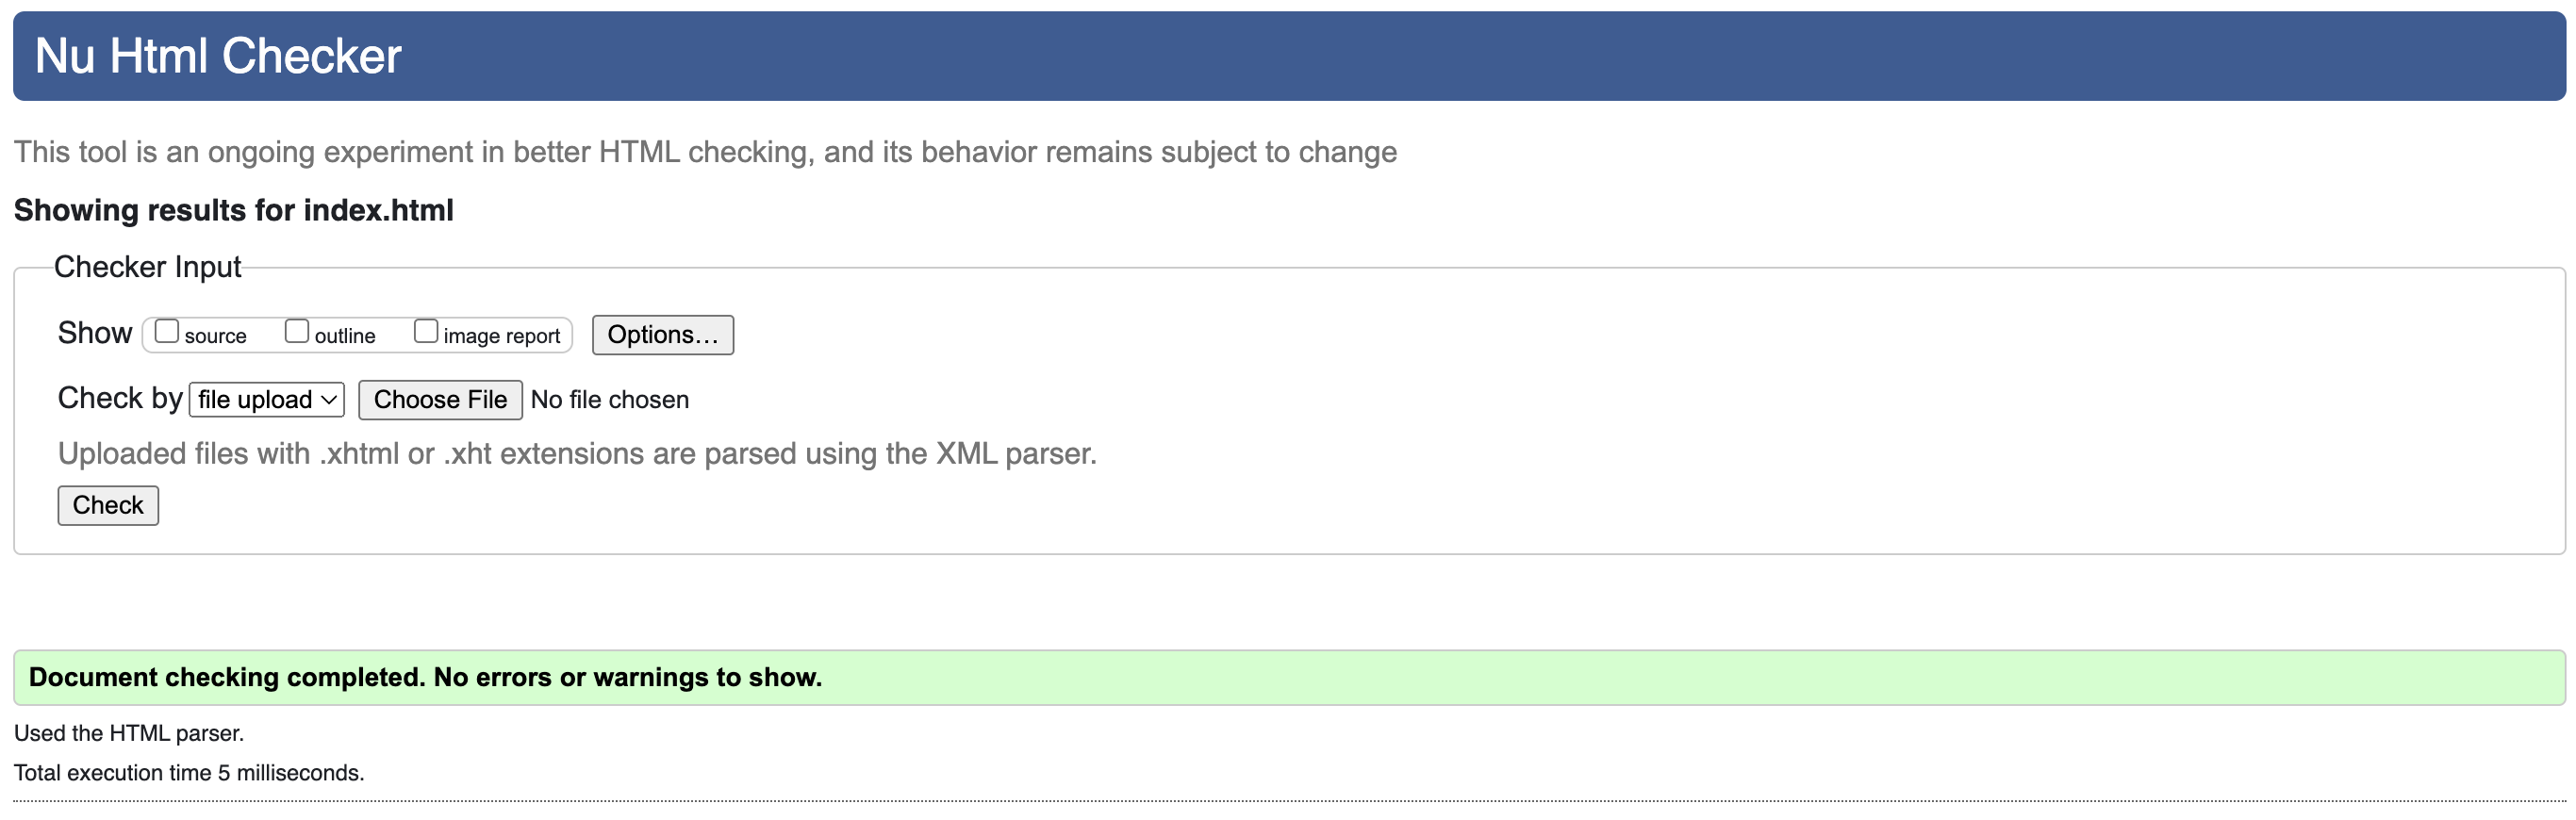 Nu Html Checker
This tool is an ongoing experiment in better HTML checking, and its behavior remains subject to change
Showing results for index.html
Checker Input
Show source outline image report Options...
Check by file upload Choose File No file chosen
Uploaded files with .xhtml or .xht extensions are parsed using the XML parser.
Check
Document checking completed. No errors or warnings to show.
Used the HTML parser.
Total execution time 5 milliseconds.